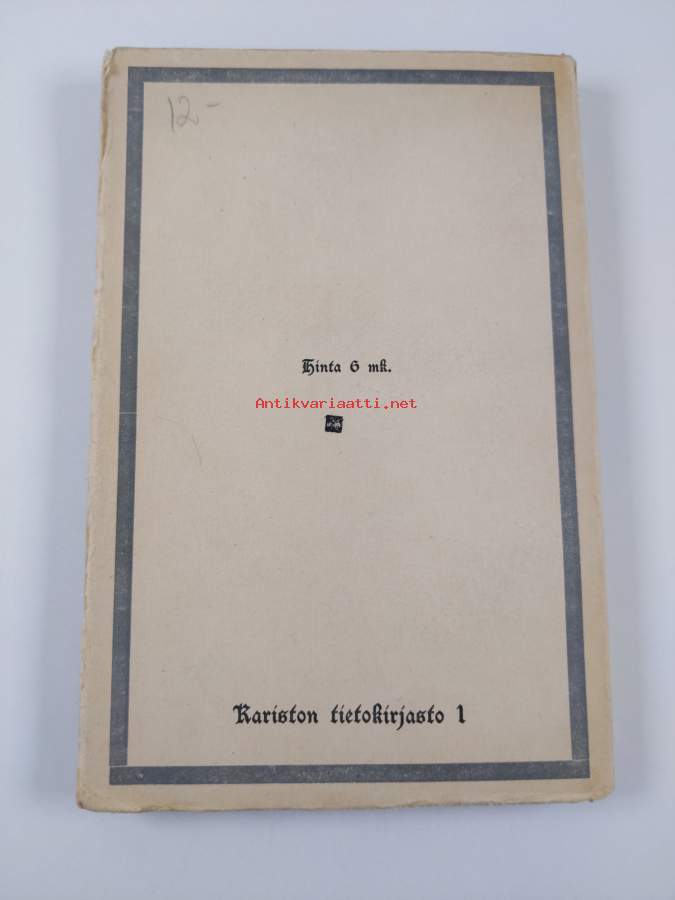 12-
Hinta 6 mk.
Antikvariaatti.net
Kariston tietokirjasto 1